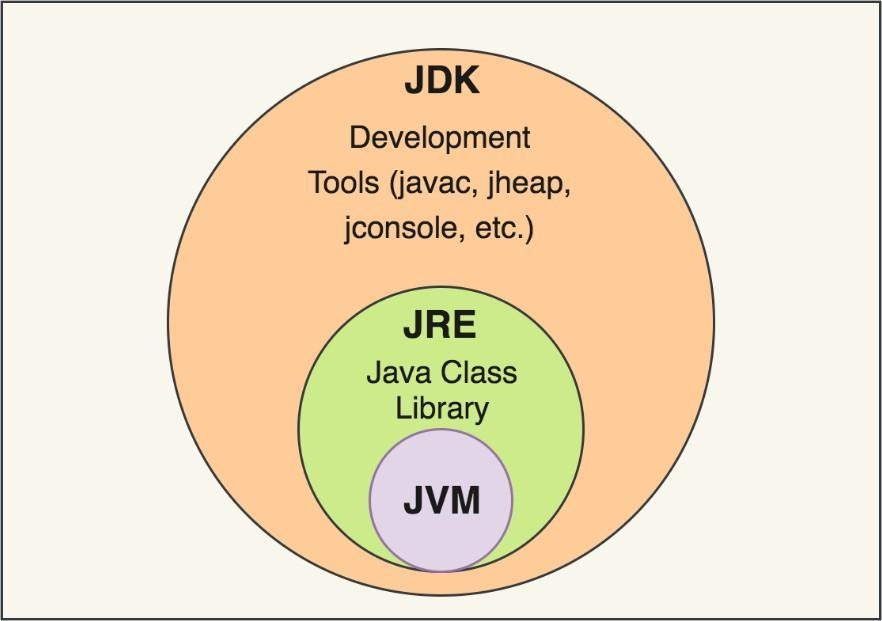 JDK
Development
Tools (javac, jheap,
jconsole, etc.)
JRE
Java Class
Library
JVM